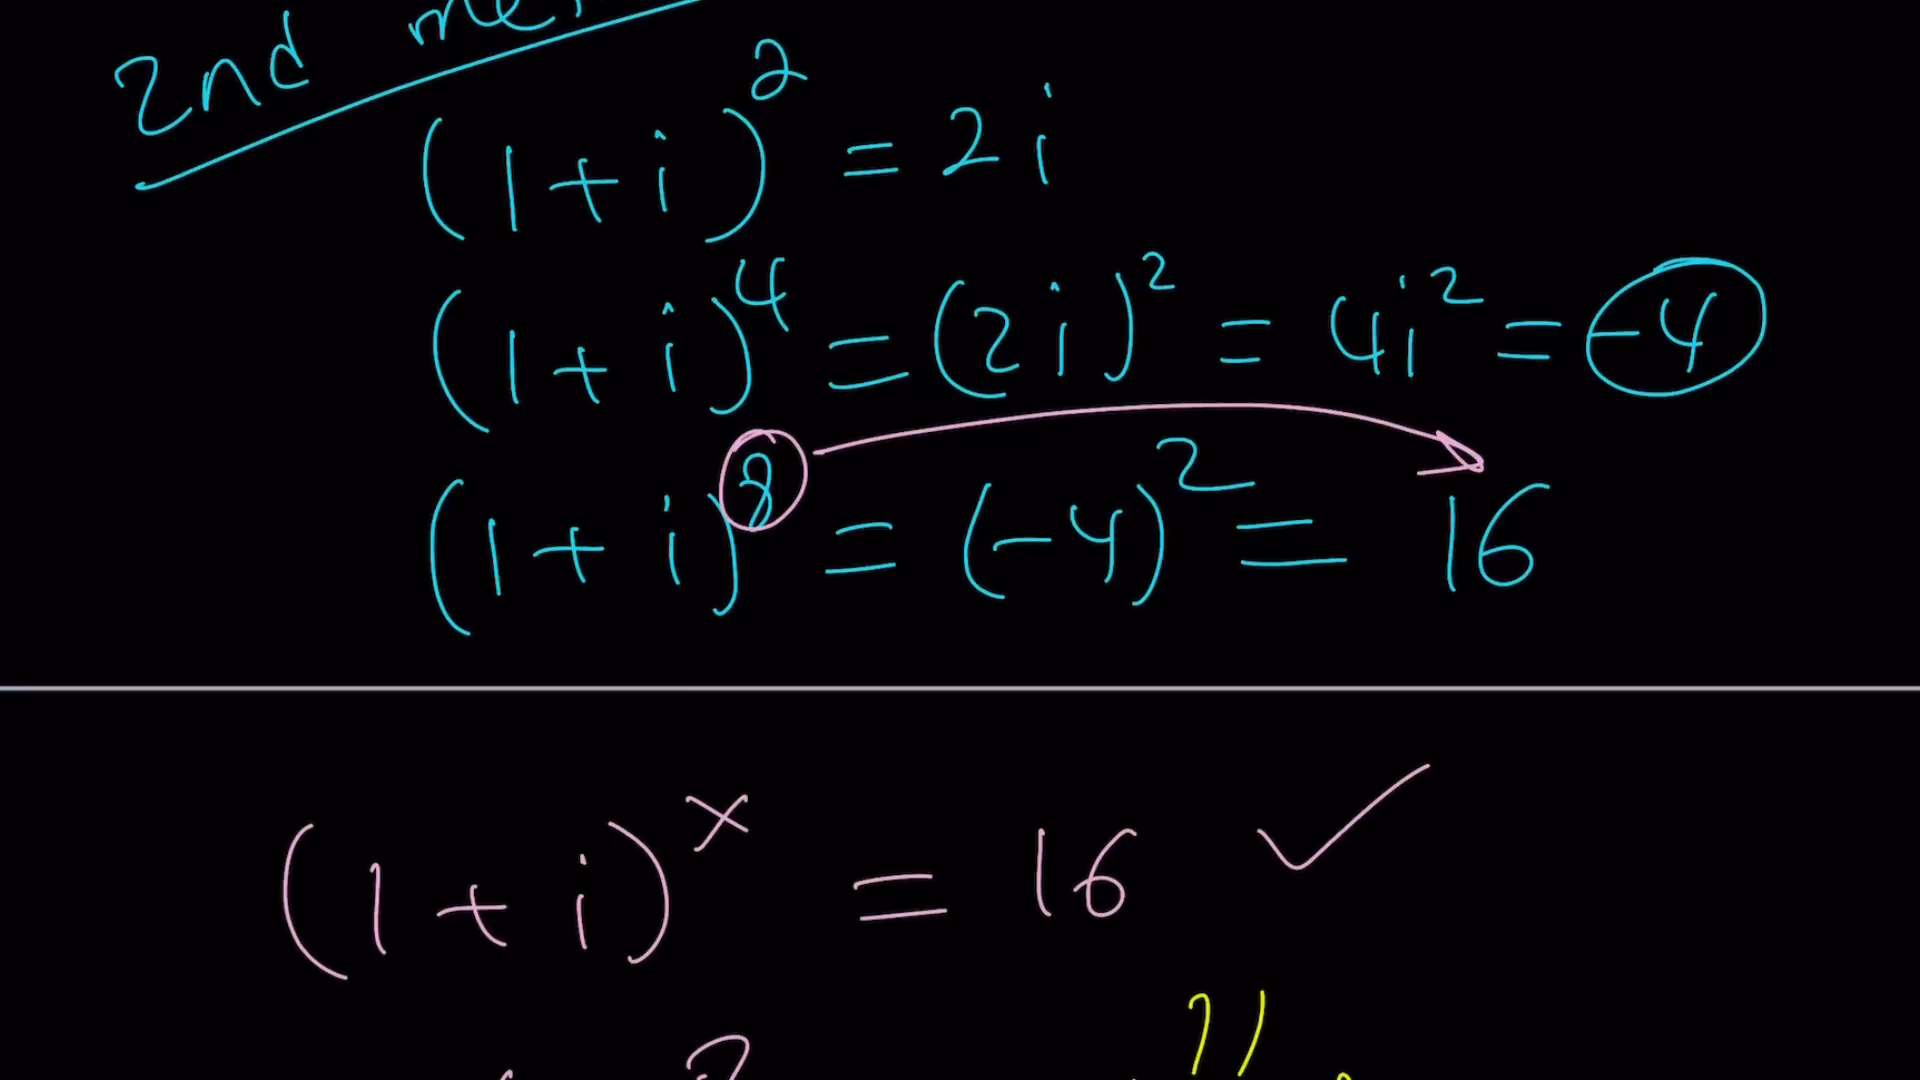 2nd
(1+i)^2 = 2i
(1+i)^4 = (2i)^2 = 4i^2 = -4
(1+i)^8 = (-4)^2 = 16
(1+i)^x = 16 ✓